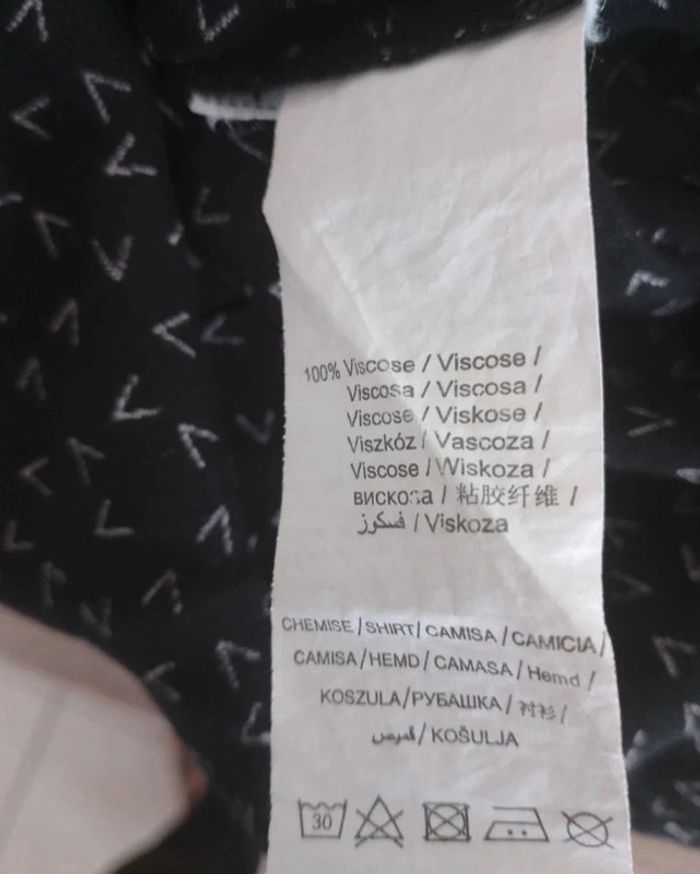 100% Viscose / Viscose /
Viscosa / Viscosa /
Viscose / Viskose /
Viszkóz / Vascoza /
Viscose / Wiskoza /
вискоза / 粘胶纤维 /
فسكوز / Viskoza
CHEMISE / SHIRT / CAMISA / CAMICIA /
CAMISA / HEMD / CAMASA / Hemd /
KOSZULA / РУБАШКА / 衬衫 /
/ KOŠULJA
30